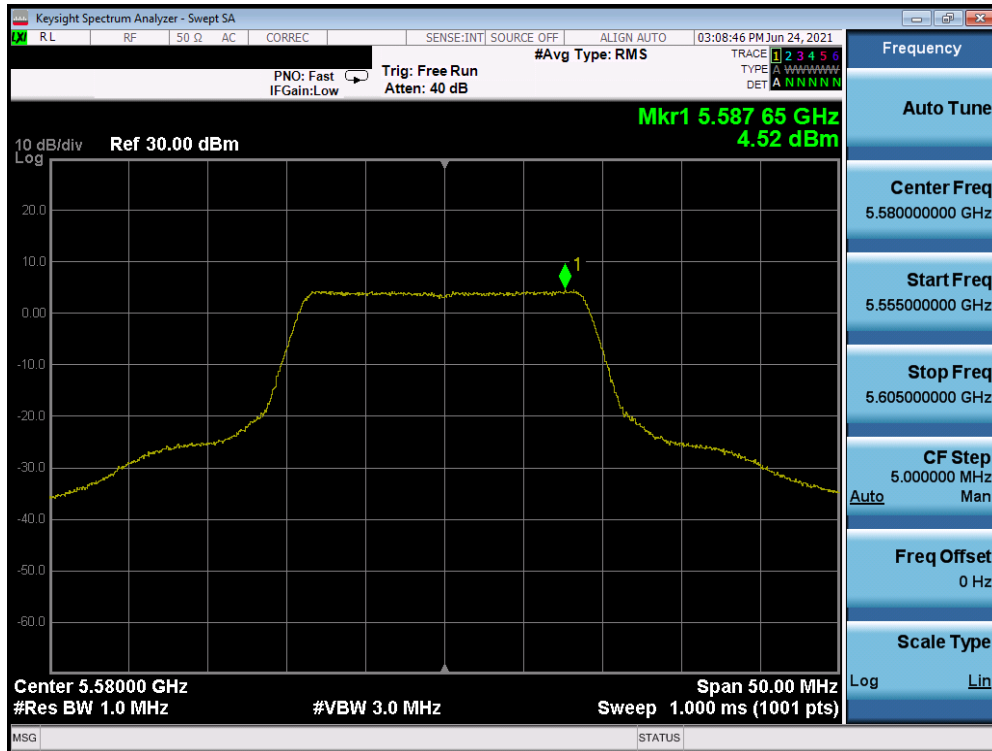 Keysight Spectrum Analyzer - Swept SA
LXI RL RF 50 Ω AC CORREC SENSE:INT SOURCE OFF ALIGN AUTO 03:08:46 PM Jun 24, 2021
#Avg Type: RMS
TRACE 1 2 3 4 5 6
PNO: Fast Trig: Free Run
TYPE A WWWWW
IFGain:Low Atten: 40 dB
DET A N N N N N
Mkr1 5.587 65 GHz
4.52 dBm
10 dB/div Ref 30.00 dBm
Log
20.0
10.0
1
0.00
-10.0
-20.0
-30.0
-40.0
-50.0
-60.0
Center 5.58000 GHz Span 50.00 MHz
#Res BW 1.0 MHz #VBW 3.0 MHz Sweep 1.000 ms (1001 pts)
MSG STATUS
Frequency
Auto Tune
Center Freq
5.580000000 GHz
Start Freq
5.555000000 GHz
Stop Freq
5.605000000 GHz
CF Step
5.000000 MHz
Auto Man
Freq Offset
0 Hz
Scale Type
Log Lin